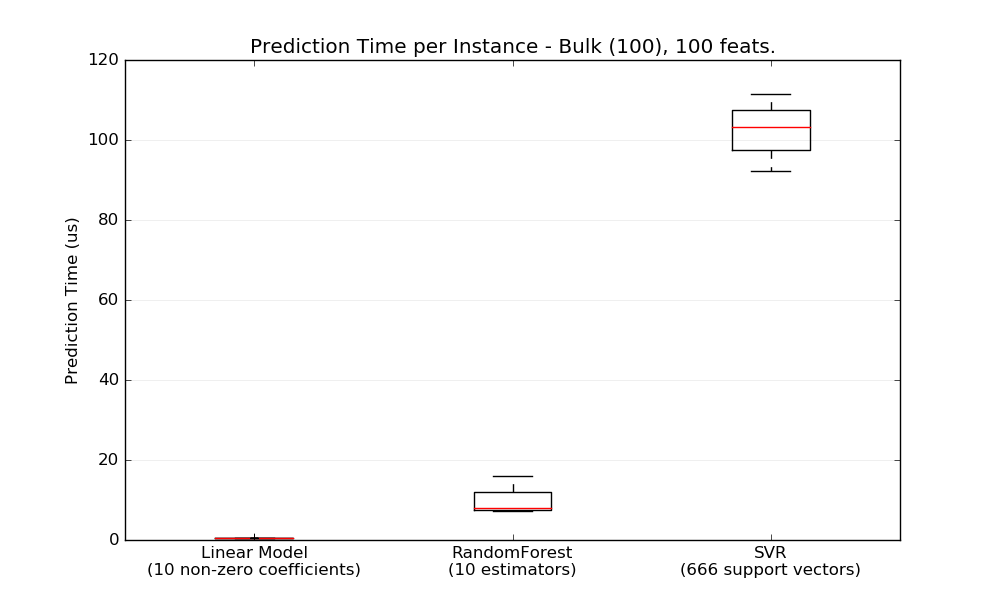 Prediction Time per Instance - Bulk (100), 100 feats.
120
100
80
60
40
20
0
Prediction Time (us)
Linear Model
(10 non-zero coefficients)
RandomForest
(10 estimators)
SVR
(666 support vectors)